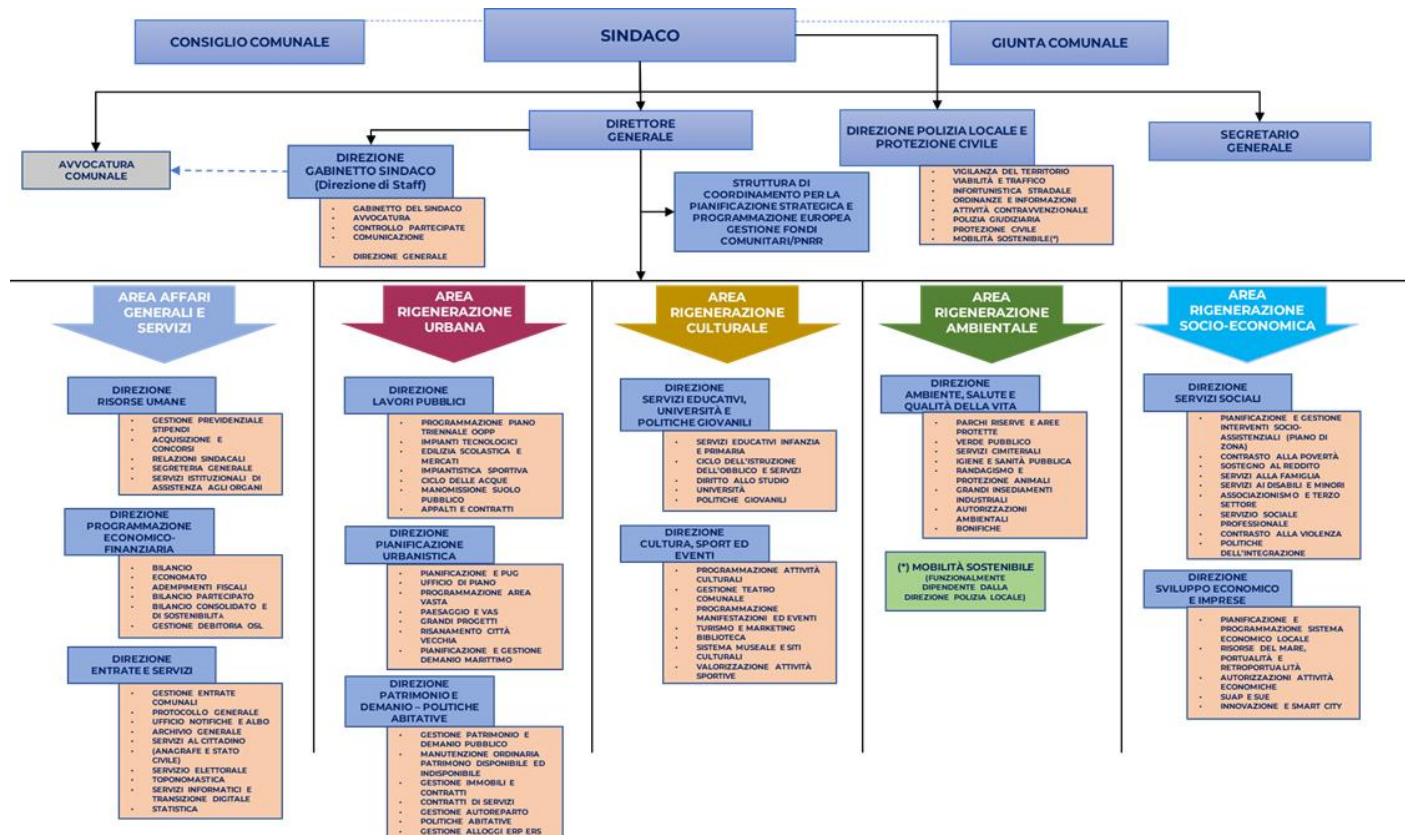 CONSIGLIO COMUNALE
SINDACO
GIUNTA COMUNALE
AVVOCATURA
COMUNALE
DIREZIONE
GABINETTO SINDACO
(Direzione di Staff)
• GABINETTO DEL SINDACO
• AVVOCATURA
• CONTROLLO PARTECIPATE
• COMUNICAZIONE
• DIREZIONE GENERALE
DIRETTORE
GENERALE
STRUTTURA DI
COORDINAMENTO PER LA
PIANIFICAZIONE STRATEGICA E
PROGRAMMAZIONE EUROPEA
GESTIONE FONDI
COMUNITARI/PNRR
DIREZIONE POLIZIA LOCALE E
PROTEZIONE CIVILE
• VIGILANZA DEL TERRITORIO
• VIABILITÀ E TRAFFICO
• INFORTUNISTICA STRADALE
• ORDINANZE E INFORMAZIONI
• ATTIVITÀ CONTRAVVENZIONALE
• POLIZIA GIUDIZIARIA
• PROTEZIONE CIVILE
• MOBILITÀ SOSTENIBILE(*)
SEGRETARIO
GENERALE
AREA AFFARI
GENERALI E
SERVIZI
DIREZIONE
RISORSE UMANE
• GESTIONE PREVIDENZIALE
STIPENDI
• ACQUISIZIONE E
CONCORSI
• RELAZIONI SINDACALI
• SEGRETERIA GENERALE
• SERVIZI ISTITUZIONALI DI
ASSISTENZA AGLI ORGANI
DIREZIONE
PROGRAMMAZIONE
ECONOMICO-
FINANZIARIA
• BILANCIO
• ECONOMATO
• ADEMPIMENTI FISCALI
• BILANCIO PARTECIPATO
• BILANCIO CONSOLIDATO E
DI SOSTENIBILITÀ
• GESTIONE DEBITORIA OSL
DIREZIONE
ENTRATE E SERVIZI
• GESTIONE ENTRATE
COMUNALI
• PROTOCOLLO GENERALE
• UFFICIO NOTIFICHE E ALBO
• ARCHIVIO GENERALE
• SERVIZI AL CITTADINO
• (ANAGRAFE E STATO
CIVILE)
• SERVIZIO ELETTORALE
• TOPONOMASTICA
• SERVIZI INFORMATICI E
TRANSIZIONE DIGITALE
• STATISTICA
AREA
RIGENERAZIONE
URBANA
DIREZIONE
LAVORI PUBBLICI
• PROGRAMMAZIONE PIANO
TRIENNALE OOPP
• IMPIANTI TECNOLOGICI
• EDILIZIA SCOLASTICA E
MERCATI
• IMPIANTISTICA SPORTIVA
• CICLO DELLE ACQUE
• MANOMISSIONE SUOLO
PUBBLICO
• APPALTI E CONTRATTI
DIREZIONE
PIANIFICAZIONE
URBANISTICA
• PIANIFICAZIONE E PUG
• UFFICIO DI PIANO
• PROGRAMMAZIONE AREA
VASTA
• PAESAGGIO E VAS
• GRANDI PROGETTI
• RISANAMENTO CITTÀ
VECCHIA
• PIANIFICAZIONE E GESTIONE
DEMANIO MARITTIMO
DIREZIONE
PATRIMONIO E
DEMANIO – POLITICHE
ABITATIVE
• GESTIONE PATRIMONIO E
DEMANIO PUBBLICO
• MANUTENZIONE ORDINARIA
PATRIMONO DISPONIBILE ED
INDISPONIBILE
• GESTIONE IMMOBILI E
CONTRATTI
• CONTRATTI DI SERVIZI
• GESTIONE AUTOREPARTO
• POLITICHE ABITATIVE
• GESTIONE ALLOGGI ERP ERS
AREA
RIGENERAZIONE
CULTURALE
DIREZIONE
SERVIZI EDUCATIVI,
UNIVERSITÀ E
POLITICHE GIOVANILI
• SERVIZI EDUCATIVI INFANZIA
E PRIMARIA
• CICLO DELL'ISTRUZIONE
DELL'OBBLICO E SERVIZI
• DIRITTO ALLO STUDIO
• UNIVERSITÀ
• POLITICHE GIOVANILI
DIREZIONE
CULTURA, SPORT ED
EVENTI
• PROGRAMMAZIONE ATTIVITÀ
CULTURALI
• GESTIONE TEATRO
COMUNALE
• PROGRAMMAZIONE
MANIFESTAZIONI ED EVENTI
• TURISMO E MARKETING
• BIBLIOTECA
• SISTEMA MUSEALE E SITI
CULTURALI
• VALORIZZAZIONE ATTIVITÀ
SPORTIVE
AREA
RIGENERAZIONE
AMBIENTALE
DIREZIONE
AMBIENTE, SALUTE E
QUALITÀ DELLA VITA
• PARCHI RISERVE E AREE
PROTETTE
• VERDE PUBBLICO
• SERVIZI CIMITERIALI
• IGIENE E SANITÀ PUBBLICA
• RANDAGISMO E
PROTEZIONE ANIMALI
• GRANDI INSEDIAMENTI
INDUSTRIALI
• AUTORIZZAZIONI
AMBIENTALI
• BONIFICHE
(*) MOBILITÀ SOSTENIBILE
(FUNZIONALMENTE
DIPENDENTE DALLA
DIREZIONE POLIZIA LOCALE)
AREA
RIGENERAZIONE
SOCIO-ECONOMICA
DIREZIONE
SERVIZI SOCIALI
• PIANIFICAZIONE E GESTIONE
INTERVENTI SOCIO-
ASSISTENZIALI (PIANO DI
ZONA)
• CONTRASTO ALLA POVERTÀ
• SOSTEGNO AL REDDITO
• SERVIZI ALLA FAMIGLIA
• SERVIZI AI DISABILI E MINORI
• ASSOCIATIONISMO E TERZO
SETTORE
• SERVIZIO SOCIALE
PROFESSIONALE
• CONTRASTO ALLA VIOLENZA
• POLITICHE
DELL'INTEGRAZIONE
DIREZIONE
SVILUPPO ECONOMICO
E IMPRESE
• PIANIFICAZIONE E
PROGRAMMAZIONE SISTEMA
ECONOMICO LOCALE
• RISORSE DEL MARE,
PORTUALITÀ E
RETROPORTUALITÀ
• AUTORIZZAZIONI ATTIVITÀ
ECONOMICHE
• SUAP E SUE
• INNOVAZIONE E SMART CITY